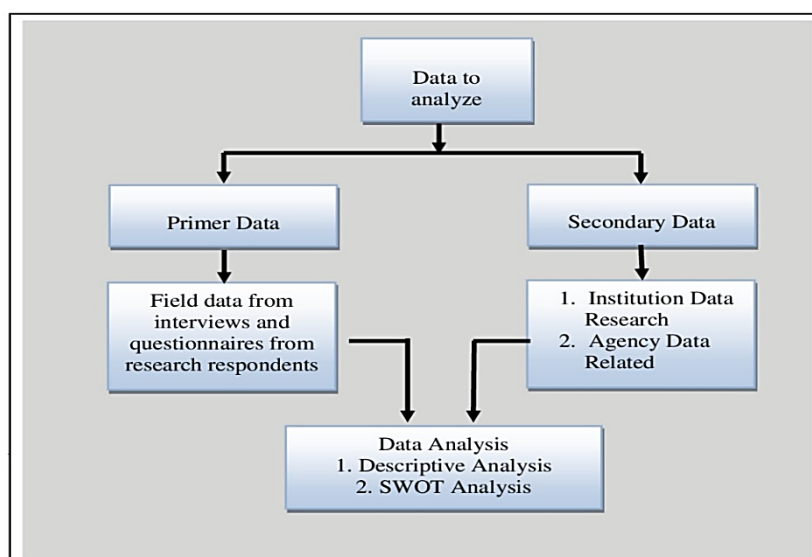 Data to
analyze
Primer Data
Secondary Data
Field data from
interviews and
questionnaires from
research respondents
1. Institution Data
Research
2. Agency Data
Related
Data Analysis
1. Descriptive Analysis
2. SWOT Analysis